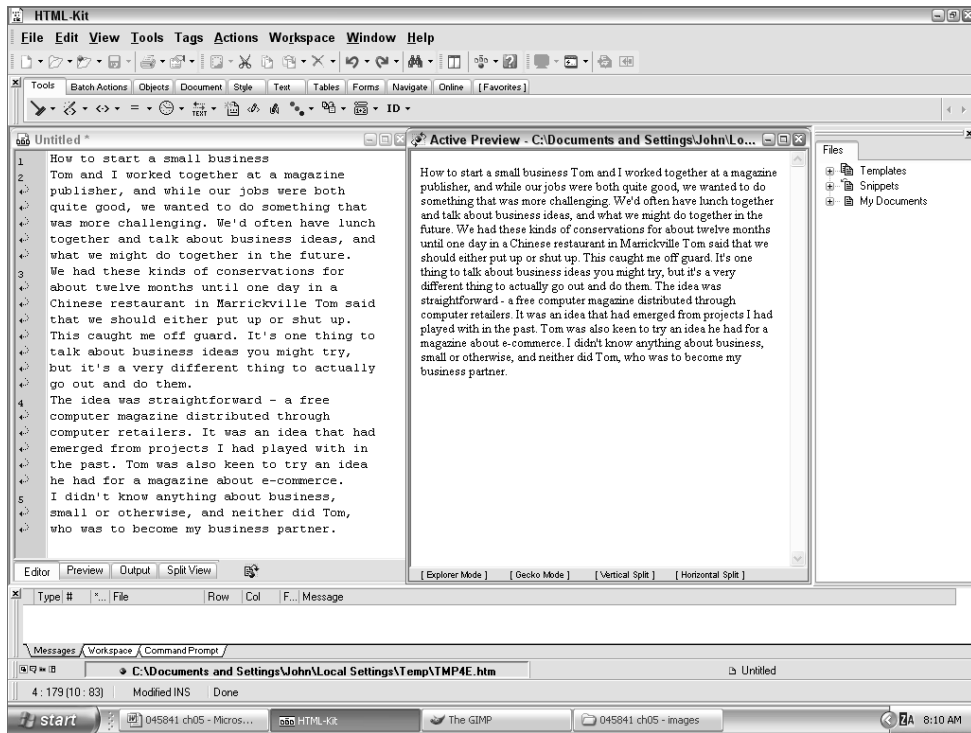 HTML-Kit
File Edit View Tools Tags Actions Workspace Window Help
Tools Batch Actions Objects Document Style Text Tables Forms Navigate Online [Favorites]
TEXT ID
Untitled *
1 How to start a small business
2 Tom and I worked together at a magazine
publisher, and while our jobs were both
quite good, we wanted to do something that
was more challenging. We'd often have lunch
together and talk about business ideas, and
what we might do together in the future.
3 We had these kinds of conservations for
about twelve months until one day in a
Chinese restaurant in Marrickville Tom said
that we should either put up or shut up.
This caught me off guard. It's one thing to
talk about business ideas you might try,
but it's a very different thing to actually
go out and do them.
4 The idea was straightforward - a free
computer magazine distributed through
computer retailers. It was an idea that had
emerged from projects I had played with in
the past. Tom was also keen to try an idea
he had for a magazine about e-commerce.
5 I didn't know anything about business,
small or otherwise, and neither did Tom,
who was to become my business partner.
Editor Preview Output Split View
Active Preview - C:\Documents and Settings\John\Lo...
How to start a small business Tom and I worked together at a magazine
publisher, and while our jobs were both quite good, we wanted to do
something that was more challenging. We'd often have lunch together
and talk about business ideas, and what we might do together in the
future. We had these kinds of conservations for about twelve months
until one day in a Chinese restaurant in Marrickville Tom said that we
should either put up or shut up. This caught me off guard. It's one
thing to talk about business ideas you might try, but it's a very
different thing to actually go out and do them. The idea was
straightforward - a free computer magazine distributed through
computer retailers. It was an idea that had emerged from projects I had
played with in the past. Tom was also keen to try an idea he had for a
magazine about e-commerce. I didn't know anything about business,
small or otherwise, and neither did Tom, who was to become my
business partner.
[ Explorer Mode ] [ Gecko Mode ] [ Vertical Split ] [ Horizontal Split ]
Files
Templates
Snippets
My Documents
Type # *... File Row Col F... Message
Messages Workspace Command Prompt
C:\Documents and Settings\John\Local Settings\Temp\TMP4E.htm Untitled
4 : 179 (10 : 83) Modified INS Done
start 045841 ch05 - Micros... HTML-Kit The GIMP 045841 ch05 - images 8:10 AM